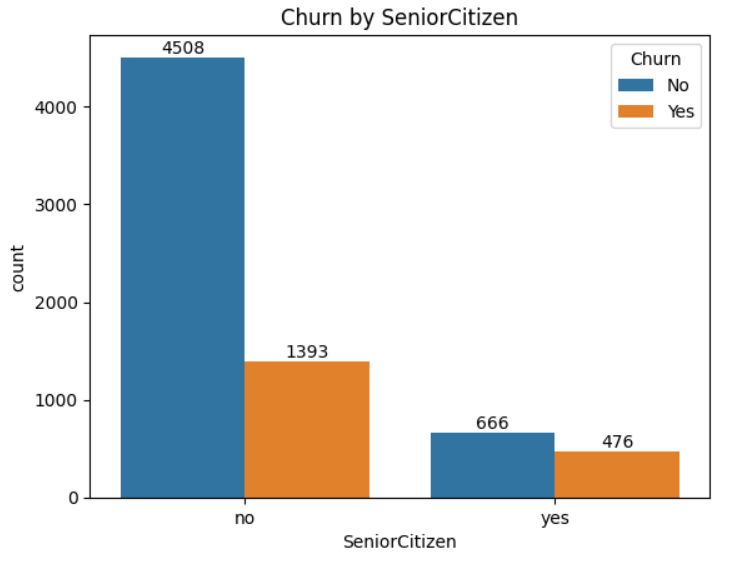 Churn by SeniorCitizen
4508
Churn
No
Yes
4000
3000
count
2000
1393
1000
666
476
0
no
yes
SeniorCitizen